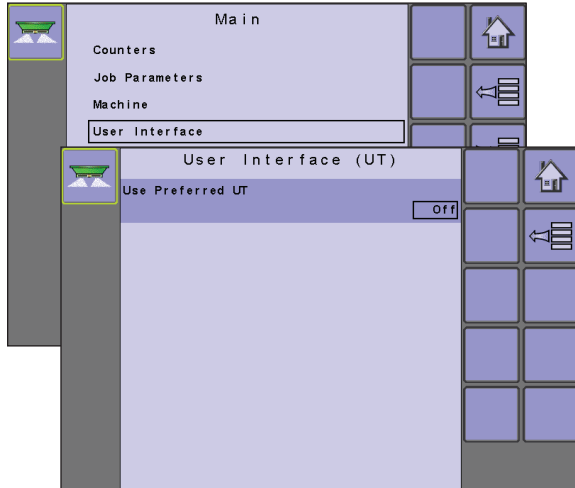 Main
Counters
Job Parameters
Machine
User Interface
User Interface (UT)
Use Preferred UT
Off